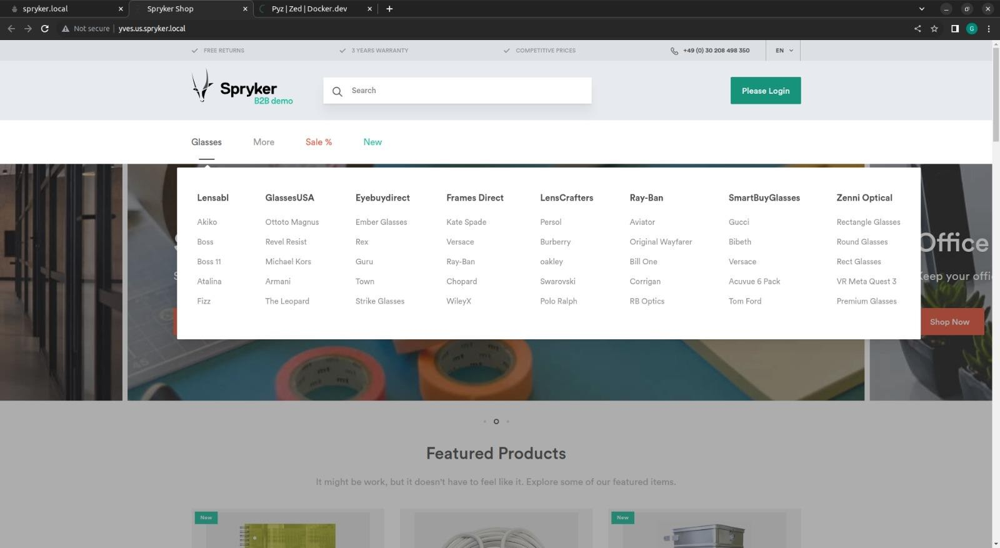 spryker.local
Spryker Shop
Pyz | Zed | Docker.dev
Not secure
yves.us.spryker.local
G
FREE RETURNS
3 YEARS WARRANTY
COMPETITIVE PRICES
+49 (0) 30 208 498 350
EN
Spryker
B2B demo
Search
Please Login
Glasses
More
Sale %
New
Lensabl
Akiko
Boss
Boss 11
Atalina
Fizz
GlassesUSA
Ottoto Magnus
Revel Resist
Michael Kors
Armani
The Leopard
Eyebuydirect
Ember Glasses
Rex
Guru
Town
Strike Glasses
Frames Direct
Kate Spade
Versace
Ray-Ban
Chopard
WileyX
LensCrafters
Persol
Burberry
oakley
Swarovski
Polo Ralph
Ray-Ban
Aviator
Original Wayfarer
Bill One
Corrigan
RB Optics
SmartBuyGlasses
Gucci
Bibeth
Versace
Acuvue 6 Pack
Tom Ford
Zenni Optical
Rectangle Glasses
Round Glasses
Rect Glasses
VR Meta Quest 3
Premium Glasses
Office
Keep your offi
Shop Now
45
mt
mt
mt
Featured Products
It might be work, but it doesn't have to feel like it. Explore some of our featured items.
New
New